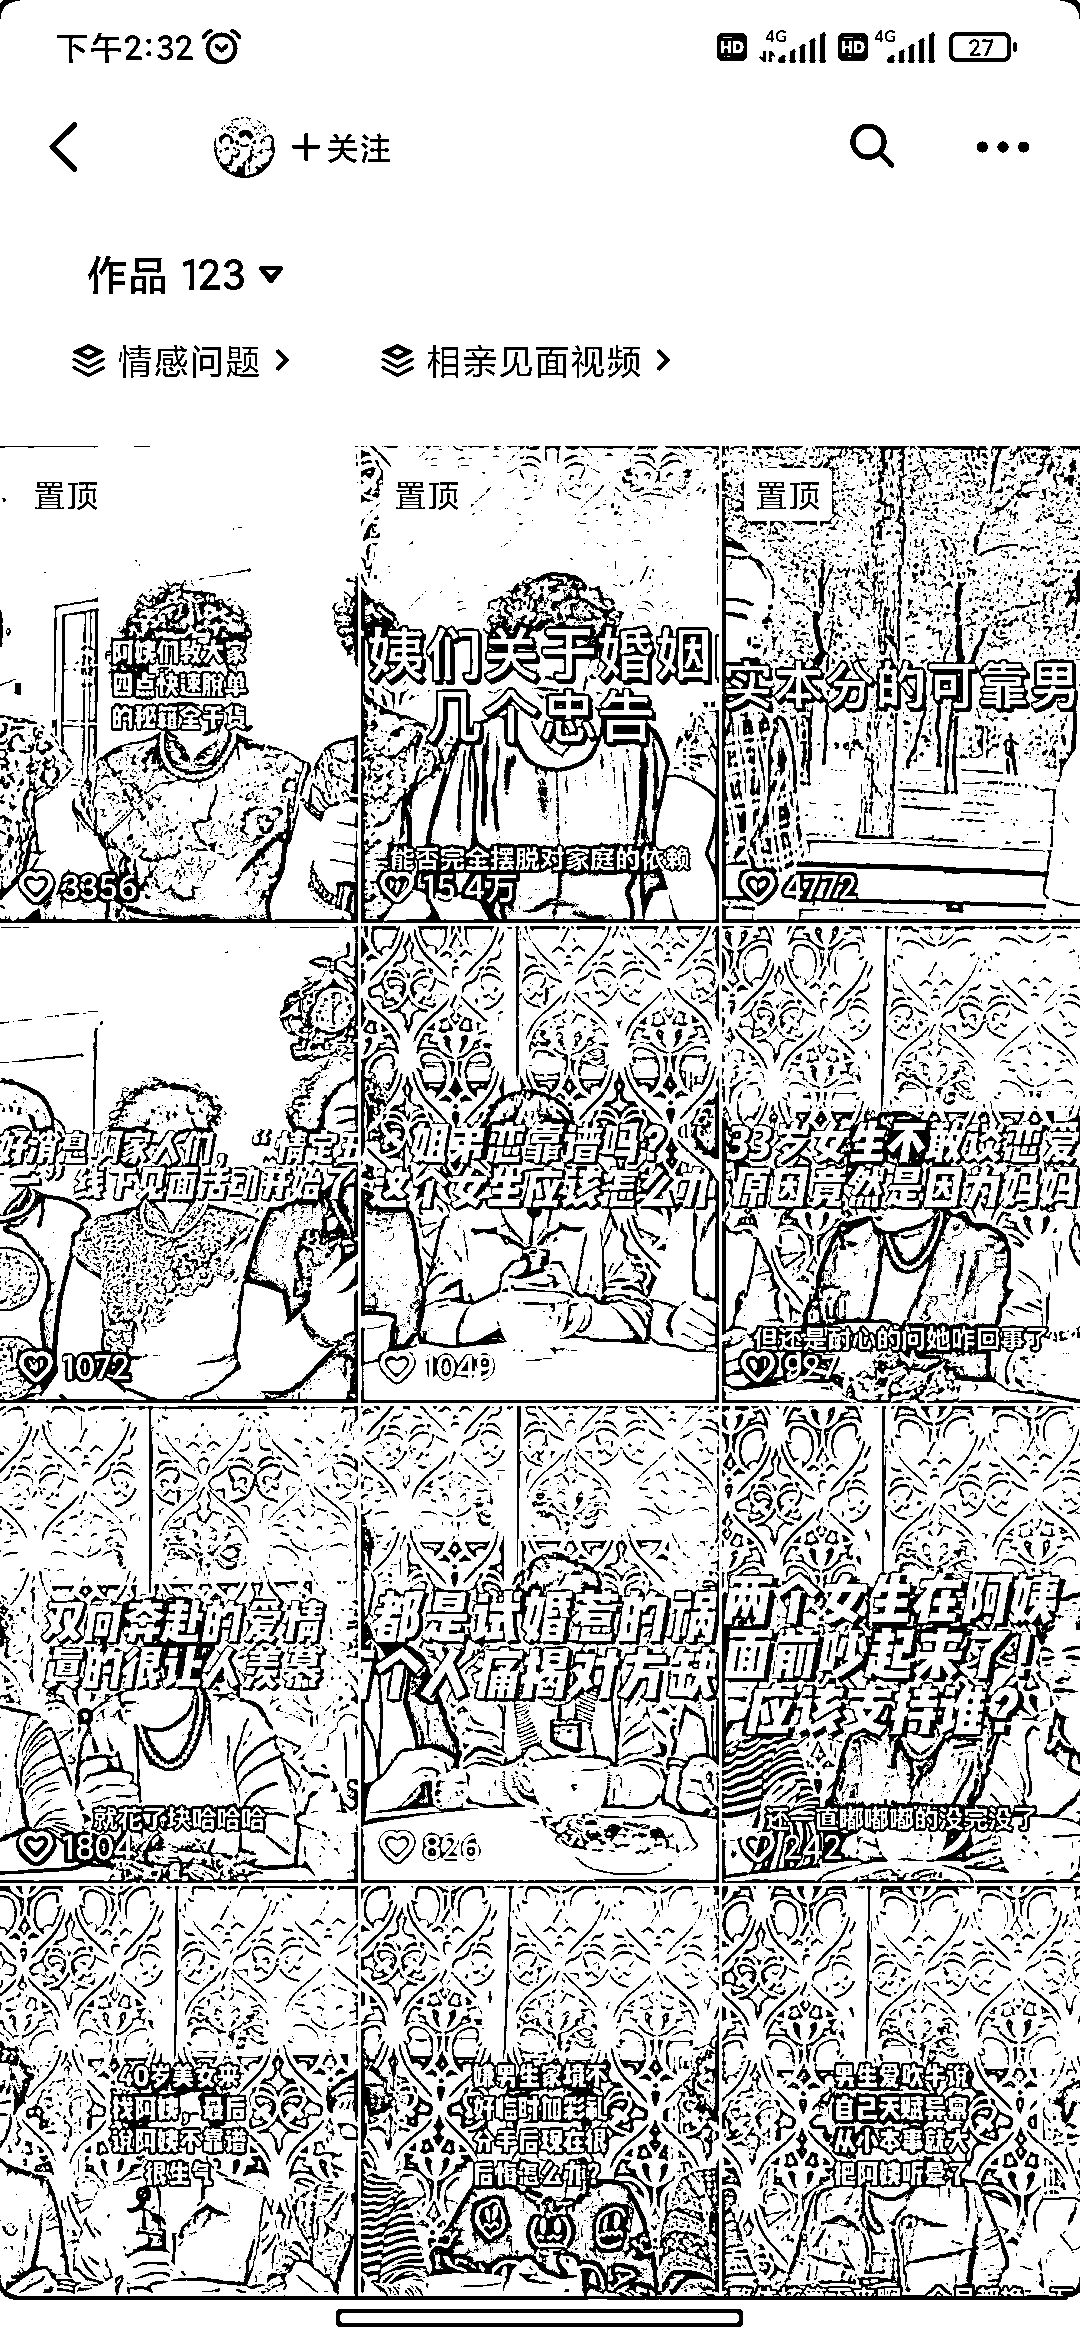 下午2:32
HD 4G HD 4G 27
关注
作品 123
情感问题
相亲见面视频
置顶
阿姨们教大家
四点快速脱单
的秘籍全干货
3356
置顶
姨们关于婚姻
几个忠告
能否完全摆脱对家庭的依赖
15.4万
置顶
实本分的可靠男
4772
好消息啊家人们，“情定五
一” 线下见面活动开始了
1072
姐弟恋靠谱吗？
这个女生应该怎么办
1049
33岁女生不敢谈恋爱
原因竟然是因为妈妈
但还是耐心的问她咋回事了
927
双向奔赴的爱情
真的很让人羡慕
就花了块哈哈哈
1804
都是试婚惹的祸
个人痛揭对方缺
826
两个女生在阿姨
面前吵起来了！
应该支持谁？
还一直嘟嘟嘟的没完没了
242
40岁美女来
找阿姨，最后
说阿姨不靠谱
很生气
嫌男生家境不
好临时加彩礼
分手后现在很
后悔怎么办？
男生爱吹牛说
自己天赋异禀
从小本事就大
把阿姨听蒙了